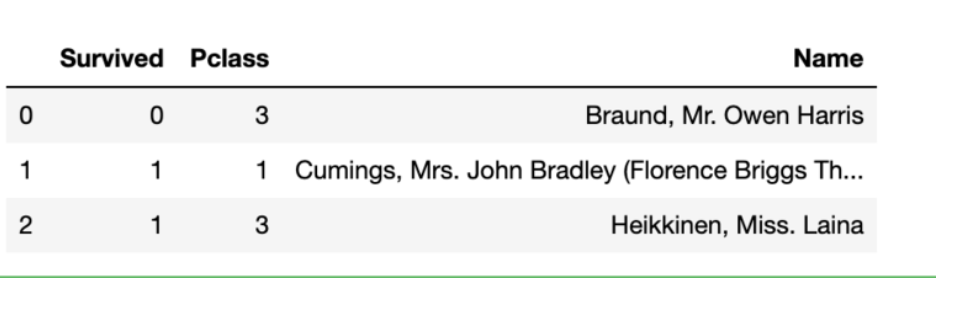 Survived Pclass Name
0 0 3 Braund, Mr. Owen Harris
1 1 1 Cumings, Mrs. John Bradley (Florence Briggs Th...
2 1 3 Heikkinen, Miss. Laina